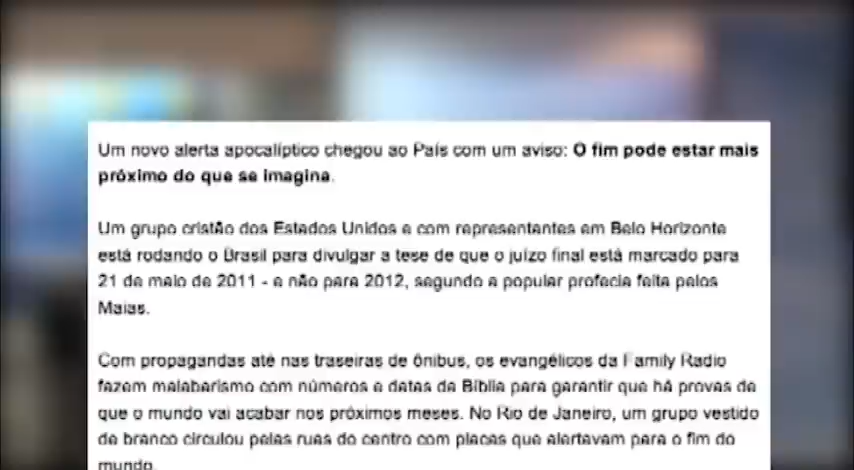 Um novo alerta apocalíptico chegou ao País com um aviso: O fim pode estar mais
próximo do que se imagina.
Um grupo cristão dos Estados Unidos e com representantes em Belo Horizonte
está rodando o Brasil para divulgar a tese de que o juízo final está marcado para
21 de maio de 2011 - e não para 2012, segundo a popular profecia feita pelos
Maias.
Com propagandas até nas traseiras de ônibus, os evangélicos da Family Radio
fazem malabarismo com números e datas da Bíblia para garantir que há provas de
que o mundo vai acabar nos próximos meses. No Rio de Janeiro, um grupo vestido
de branco circulou pelas ruas do centro com placas que alertavam para o fim do
mundo.